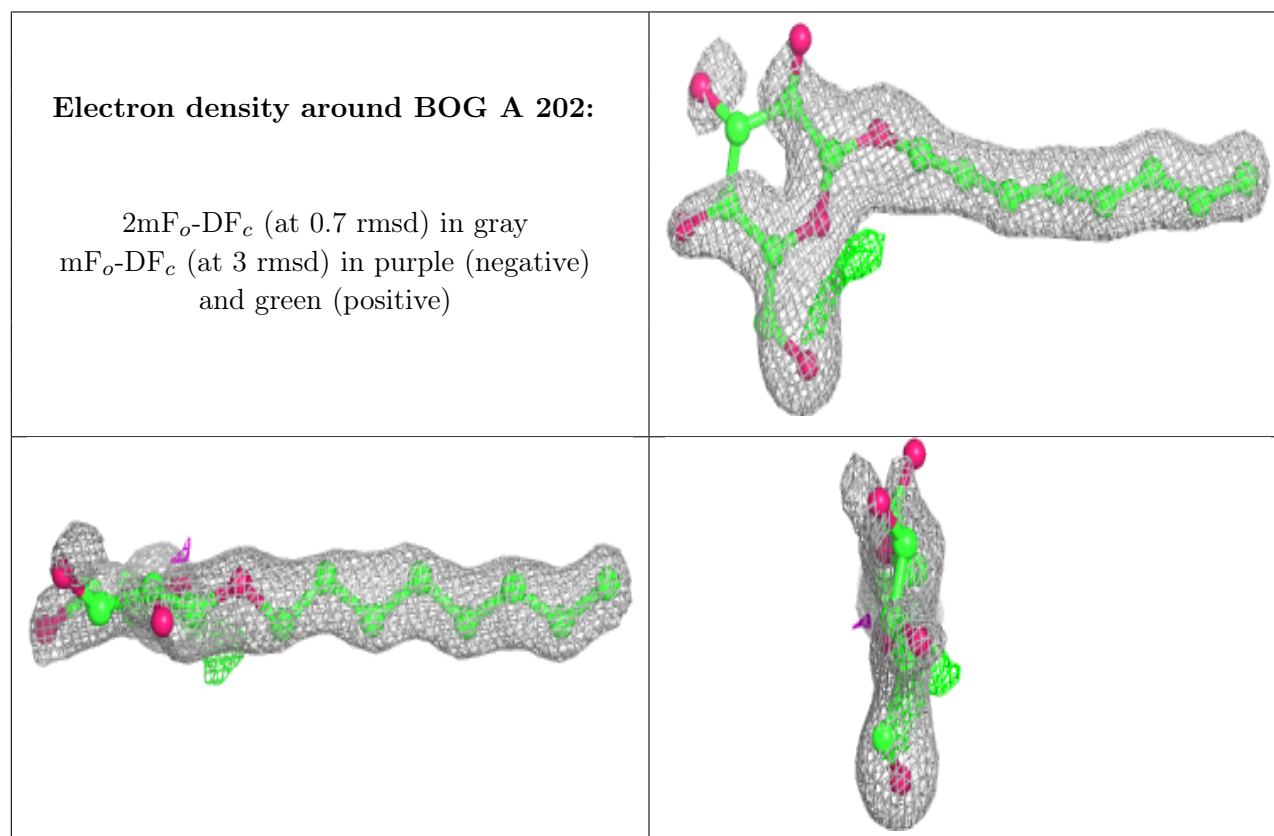 Electron density around BOG A 202:
2mFₒ-DF𝒸 (at 0.7 rmsd) in gray
mFₒ-DF𝒸 (at 3 rmsd) in purple (negative)
and green (positive)